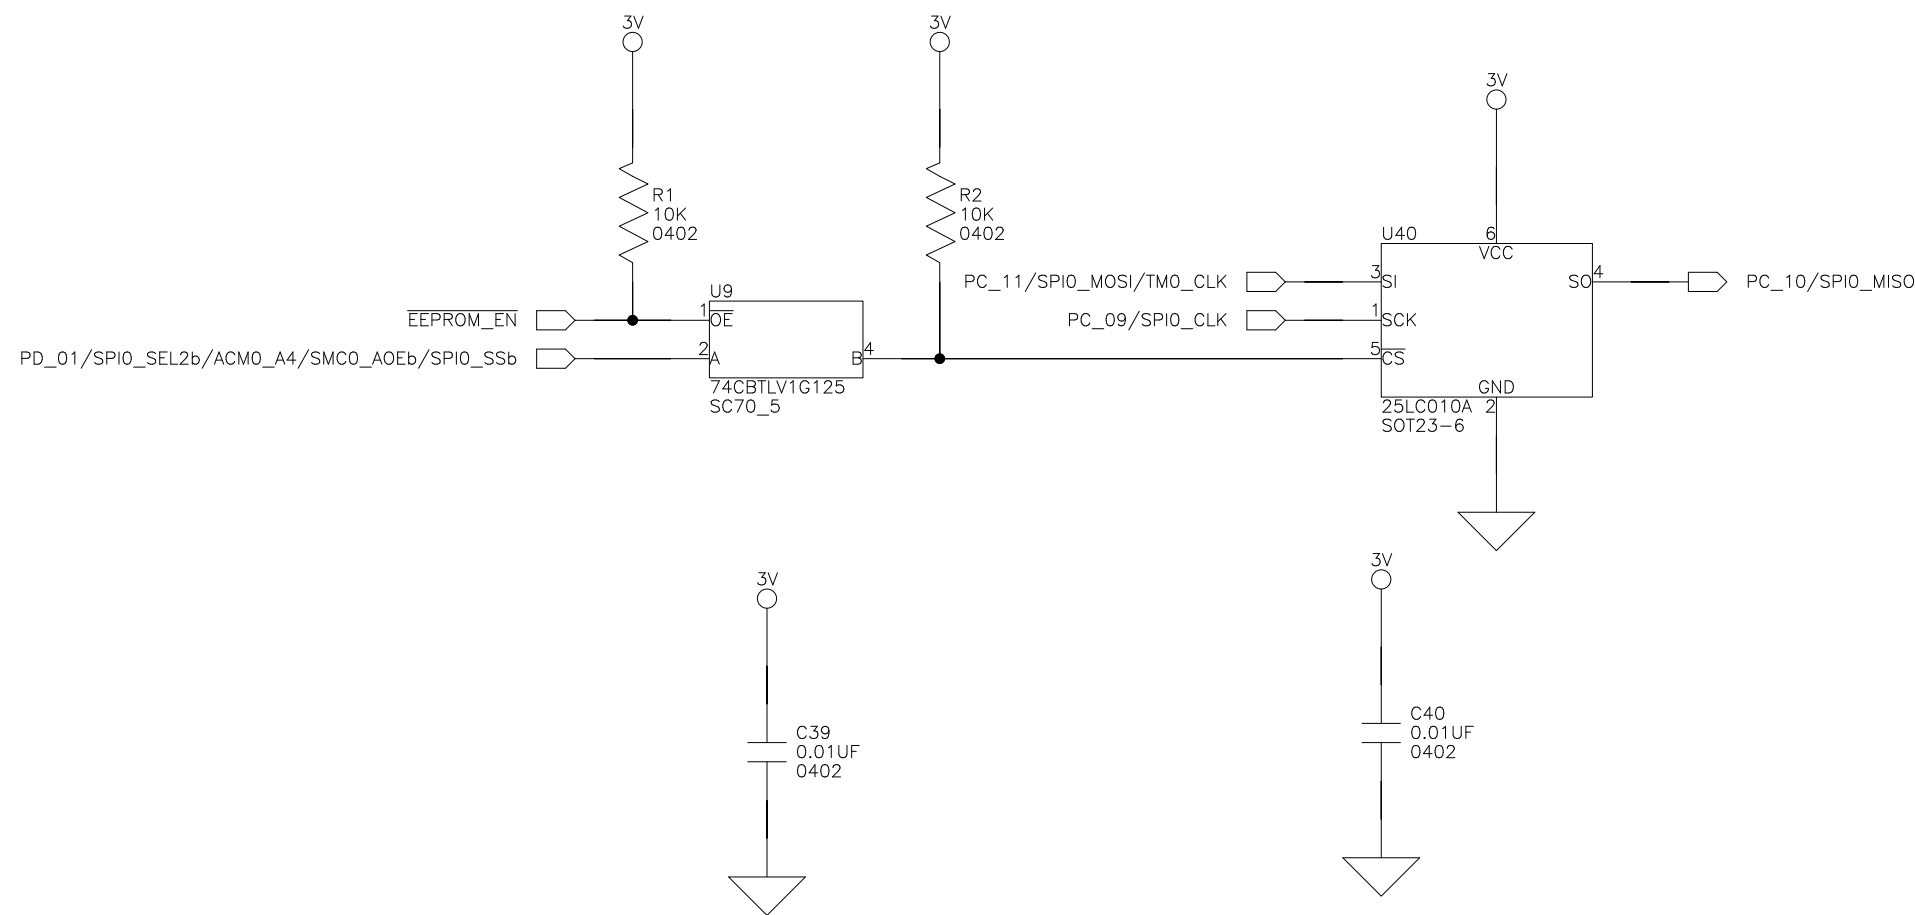 3V
3V
3V
R1
10K
0402
R2
10K
0402
U40
6
VCC
PC_11/SPI0_MOSI/TM0_CLK
3
SI
SO
4
PC_10/SPI0_MISO
U9
EEPROM_EN
1
OE
PC_09/SPI0_CLK
1
SCK
PD_01/SPI0_SEL2b/ACM0_A4/SMC0_AOEb/SPI0_SSb
2
A
B
4
5
CS
74CBTLV1G125
SC70_5
GND
25LC010A
2
SOT23-6
3V
3V
C39
0.01UF
0402
C40
0.01UF
0402